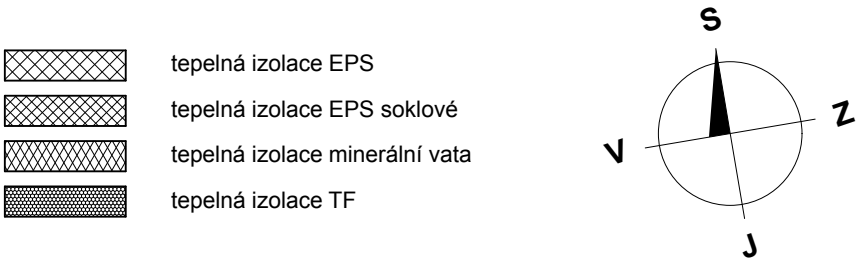 S
tepelná izolace EPS
tepelná izolace EPS soklové
Z
tepelná izolace minerální vata
V
tepelná izolace TF
J